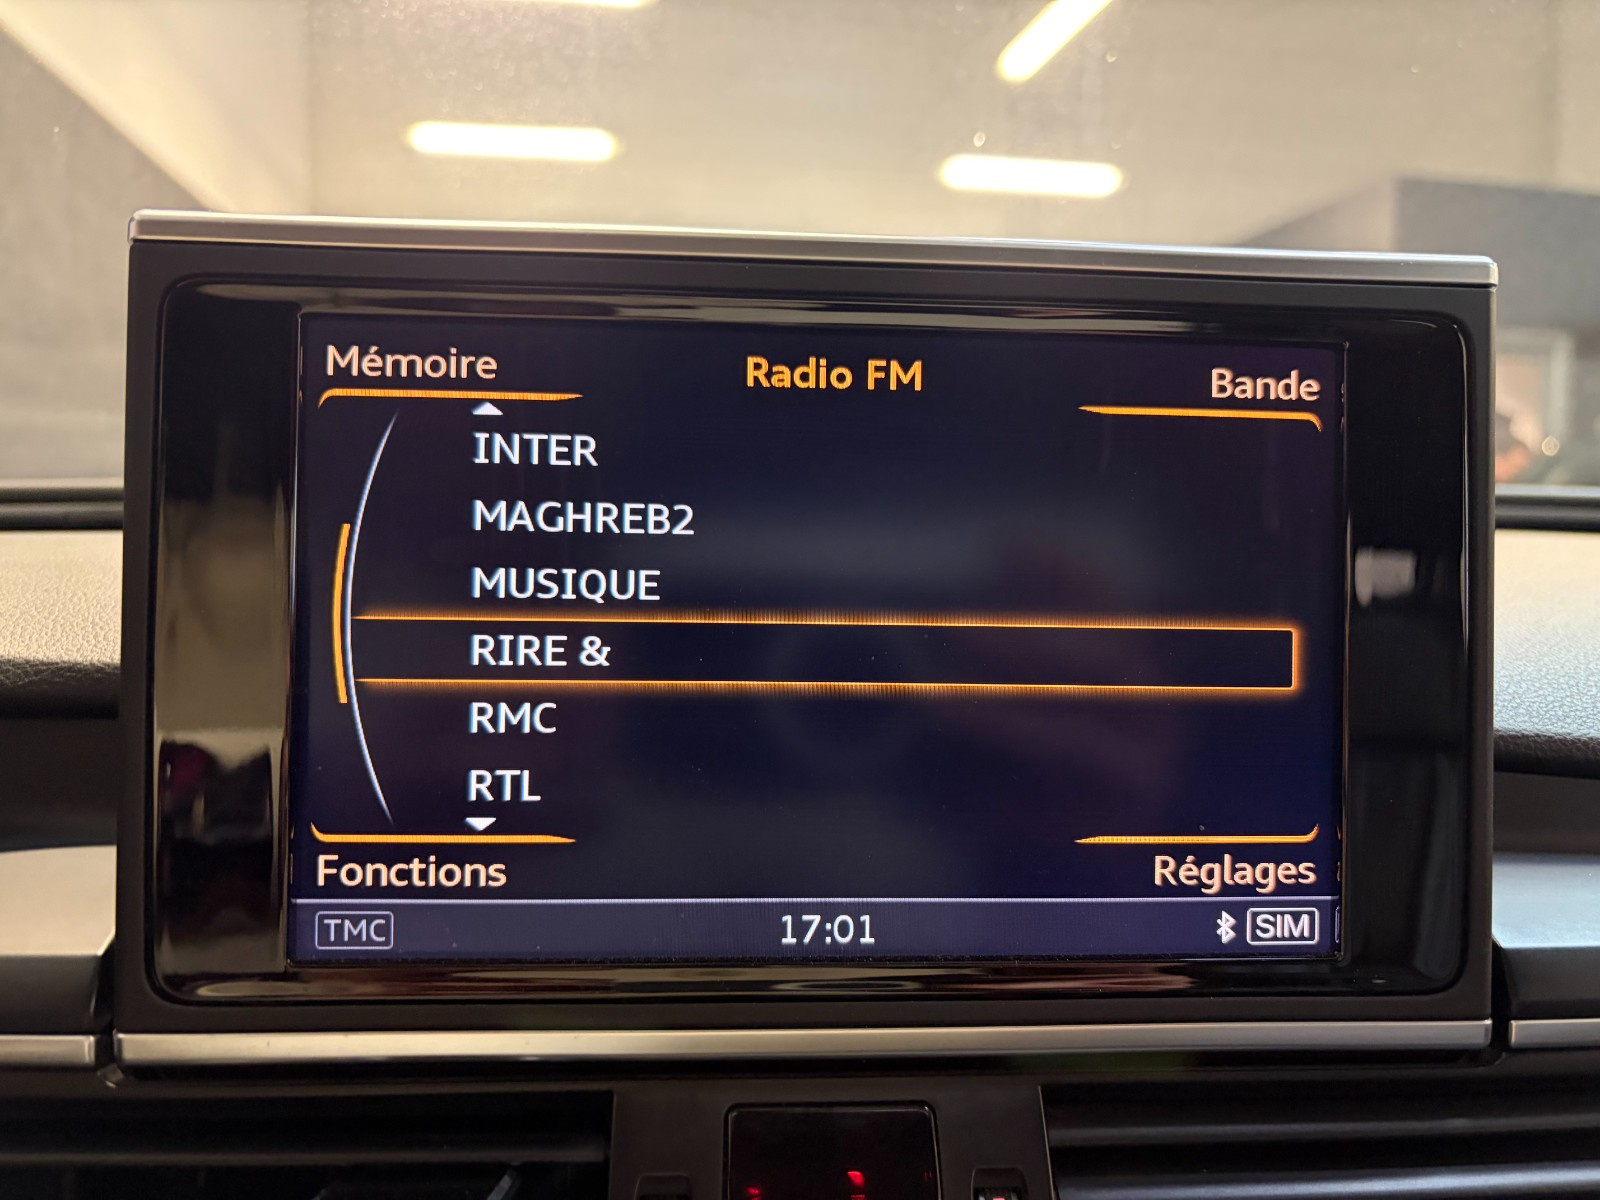 Mémoire
Radio FM
Bande
INTER
MAGHREB2
MUSIQUE
RIRE &
RMC
RTL
Fonctions
Réglages
TMC
17:01
SIM